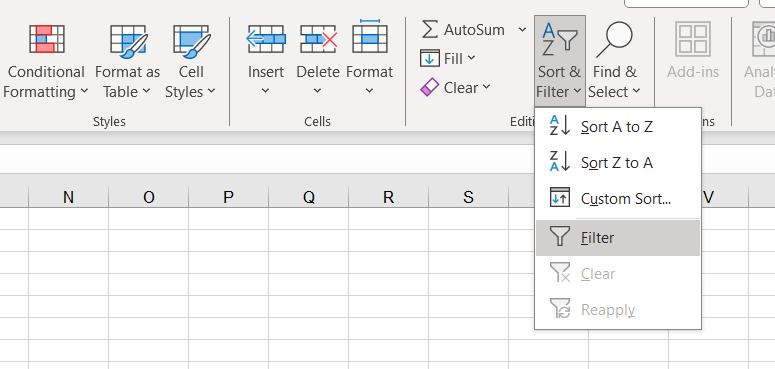 Conditional
Formatting
Format as
Table
Cell
Styles
Styles
Insert
Delete
Format
Cells
AutoSum
Fill
Clear
Sort &
Filter
Find &
Select
Add-ins
Sort A to Z
Sort Z to A
Custom Sort...
Filter
Clear
Reapply
N O P Q R S V